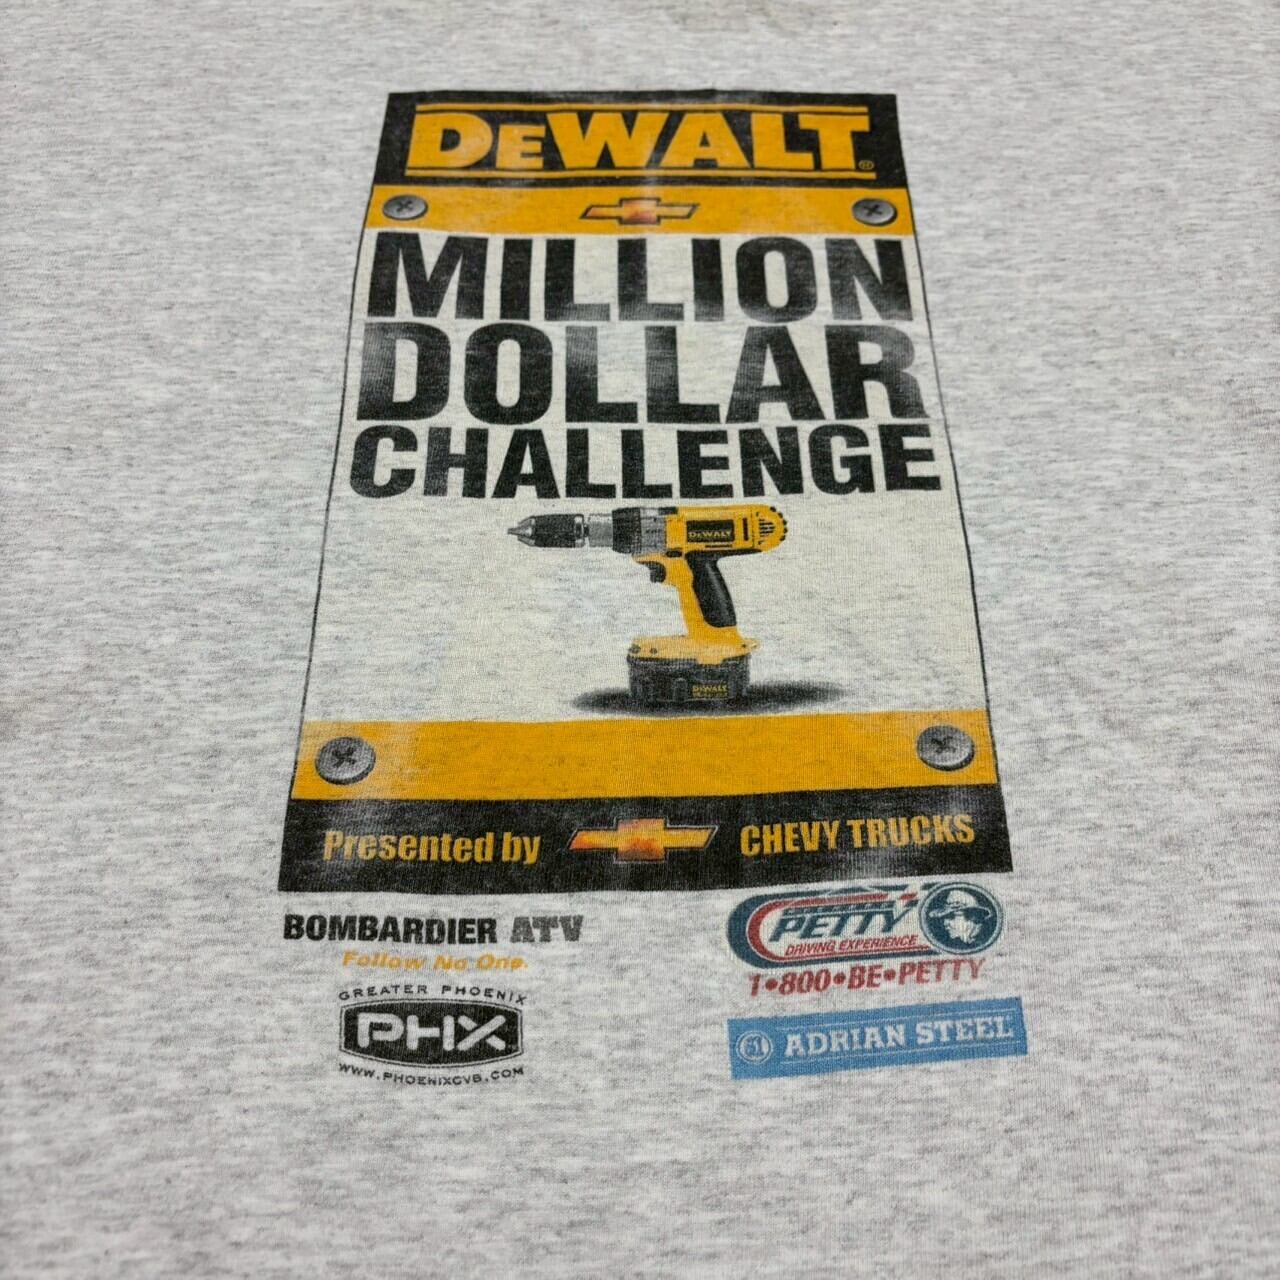 DEWALT®
MILLION
DOLLAR
CHALLENGE
DEWALT
DEWALT
Presented by CHEVY TRUCKS
BOMBARDIER ATV
Follow No One.
GREATER PHOENIX
PHX
WWW.PHOENIXCVB.COM
PETTY
DRIVING EXPERIENCE
1•800•BE•PETTY
#1 ADRIAN STEEL